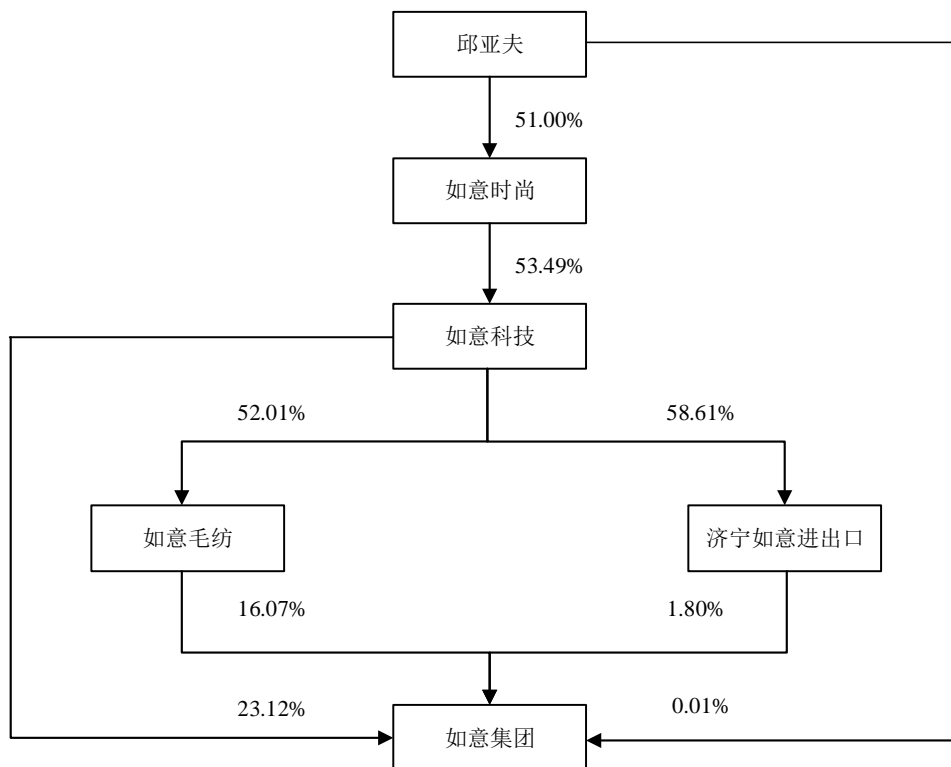 邱亚夫
51.00%
如意时尚
53.49%
如意科技
52.01%
58.61%
如意毛纺
济宁如意进出口
16.07%
1.80%
23.12%
0.01%
如意集团